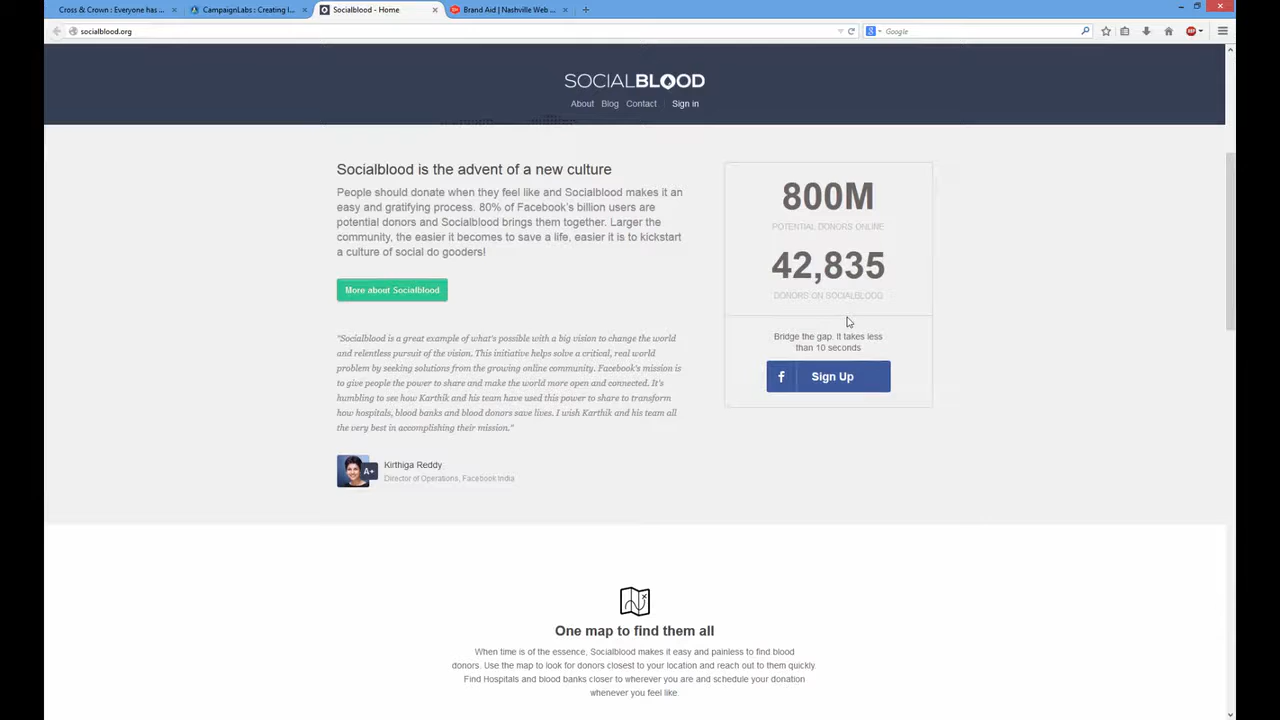 Cross & Crown : Everyone has ...
CampaignLabs : Creating I...
Socialblood - Home
Brand Aid | Nashville Web ...
socialblood.org
Google
SOCIALBLOOD
About Blog Contact Sign in
Socialblood is the advent of a new culture
People should donate when they feel like and Socialblood makes it an
easy and gratifying process. 80% of Facebook's billion users are
potential donors and Socialblood brings them together. Larger the
community, the easier it becomes to save a life, easier it is to kickstart
a culture of social do gooders!
More about Socialblood
"Socialblood is a great example of what's possible with a big vision to change the world
and relentless pursuit of the vision. This initiative helps solve a critical, real world
problem by seeking solutions from the growing online community. Facebook's mission is
to give people the power to share and make the world more open and connected. It's
humbling to see how Karthik and his team have used this power to share to transform
how hospitals, blood banks and blood donors save lives. I wish Karthik and his team all
the very best in accomplishing their mission."
A+
Kirthiga Reddy
Director of Operations, Facebook India
800M
POTENTIAL DONORS ONLINE
42,835
DONORS ON SOCIALBLOOD
Bridge the gap. It takes less
than 10 seconds
f Sign Up
One map to find them all
When time is of the essence, Socialblood makes it easy and painless to find blood
donors. Use the map to look for donors closest to your location and reach out to them quickly.
Find Hospitals and blood banks closer to wherever you are and schedule your donation
whenever you feel like.